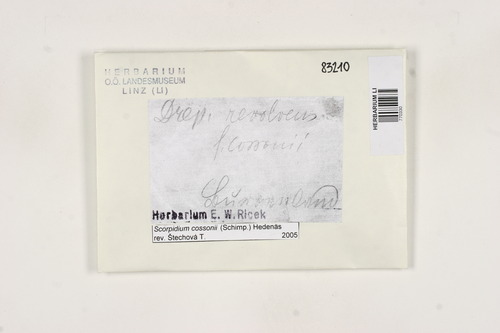 HERBARIUM
O.Ö. LANDESMUSEUM
LINZ (LI)
83210
HERBARIUM LI
Drep. revolvens
f. Cossonii
Burgenland
Herbarium E. W. Ricek
Scorpidium cossonii (Schimp.) Hedenäs
rev. Štechová T. 2005